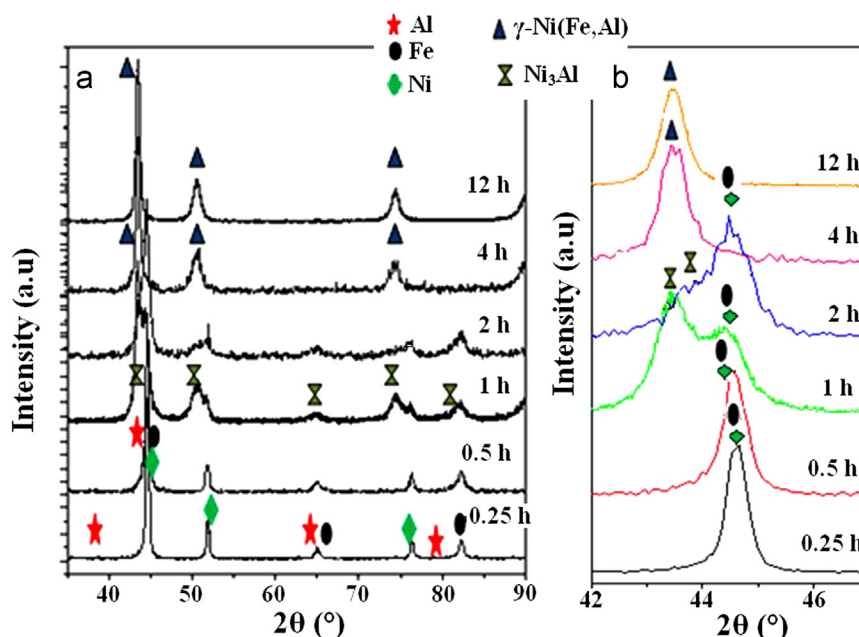 Al
Fe
Ni
γ-Ni(Fe,Al)
Ni₃Al
a
12 h
4 h
2 h
1 h
0.5 h
0.25 h
Intensity (a.u)
40 50 60 70 80 90
2θ (°)
b
12 h
4 h
2 h
1 h
0.5 h
0.25 h
Intensity (a.u)
42 44 46
2θ (°)